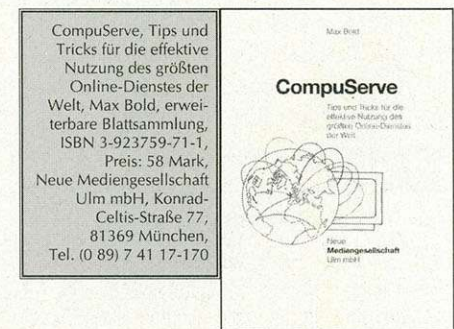 CompuServe, Tips und
Tricks für die effektive
Nutzung des größten
Online-Dienstes der
Welt, Max Bold, erwei-
terbare Blattsammlung,
ISBN 3-923759-71-1,
Preis: 58 Mark,
Neue Mediengesellschaft
Ulm mbH, Konrad-
Celtis-Straße 77,
81369 München,
Tel. (0 89) 7 41 17-170
Max Bold
CompuServe
Tips und Tricks für die
effektive Nutzung des
größten Online-Dienstes
der Welt
Neue
Mediengesellschaft
Ulm mbH